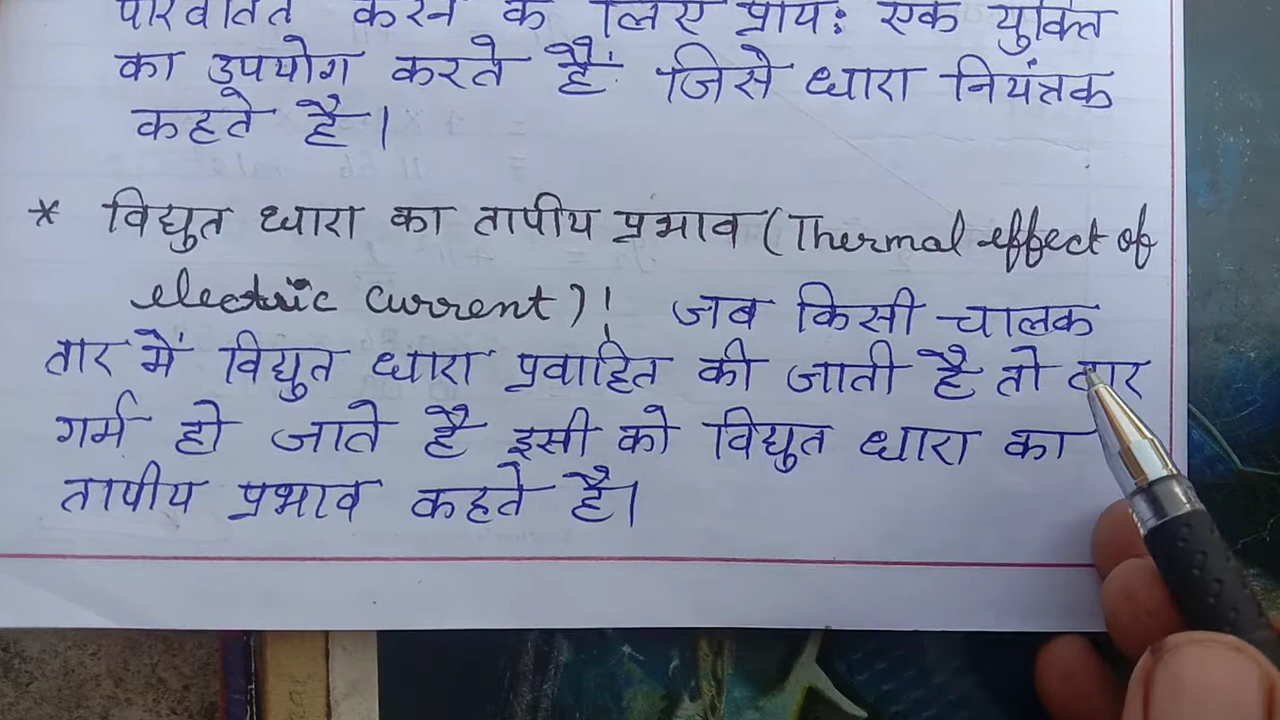 परिवर्तित करने के लिए प्राय: एक युक्ति
का उपयोग करते हैं जिसे धारा नियंत्रक
कहते है।
* विद्युत धारा का तापीय प्रभाव (Thermal effect of
electric current)! जब किसी चालक
तार में विद्युत धारा प्रवाहित की जाती है तो तार
गर्म हो जाते है इसी को विद्युत धारा का
तापीय प्रभाव कहते है।